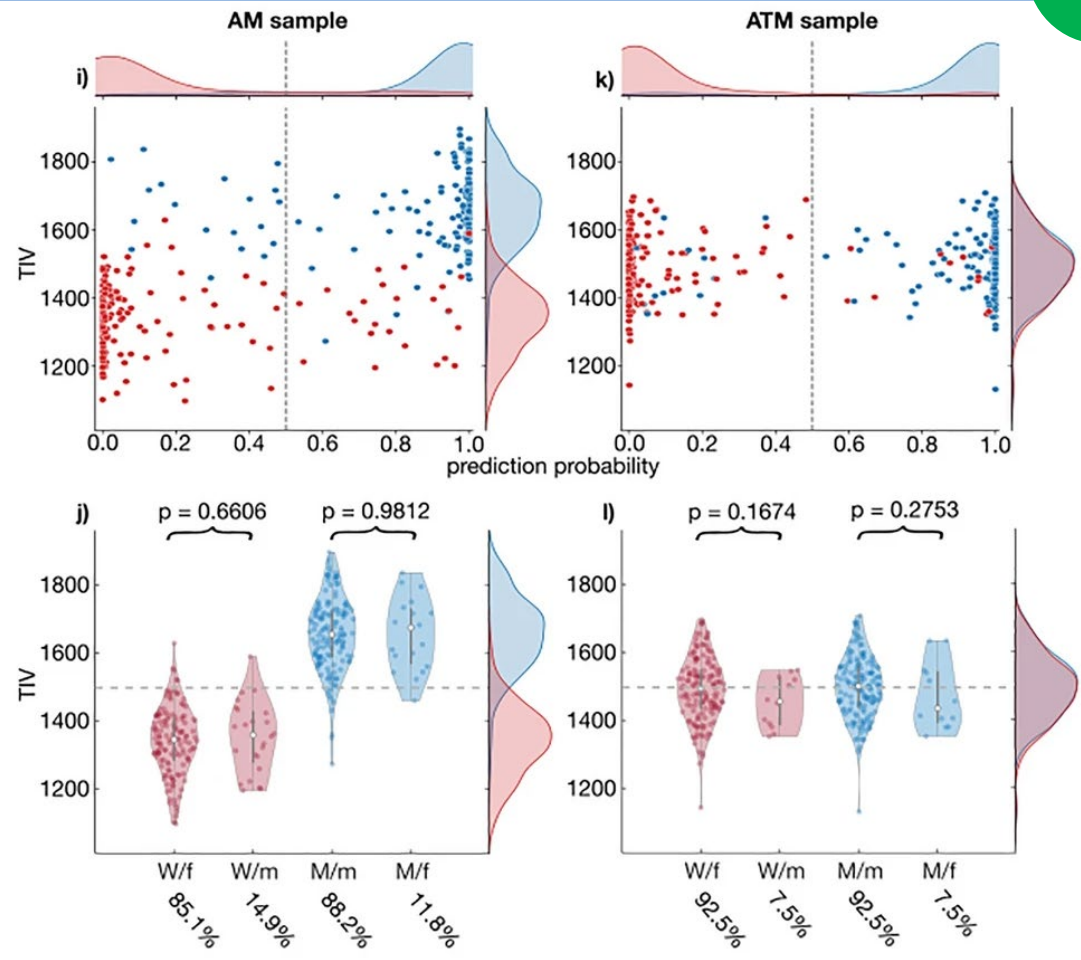 AM sample
ATM sample
i)
k)
TIV
1800
1600
1400
1200
1800
1600
1400
1200
0.0 0.2 0.4 0.6 0.8 1.0
0.0 0.2 0.4 0.6 0.8 1.0
prediction probability
j)
p = 0.6606 p = 0.9812
l)
p = 0.1674 p = 0.2753
TIV
1800
1600
1400
1200
1800
1600
1400
1200
W/f W/m M/m M/f
85.1% 14.9% 88.2% 11.8%
W/f W/m M/m M/f
92.5% 7.5% 92.5% 7.5%